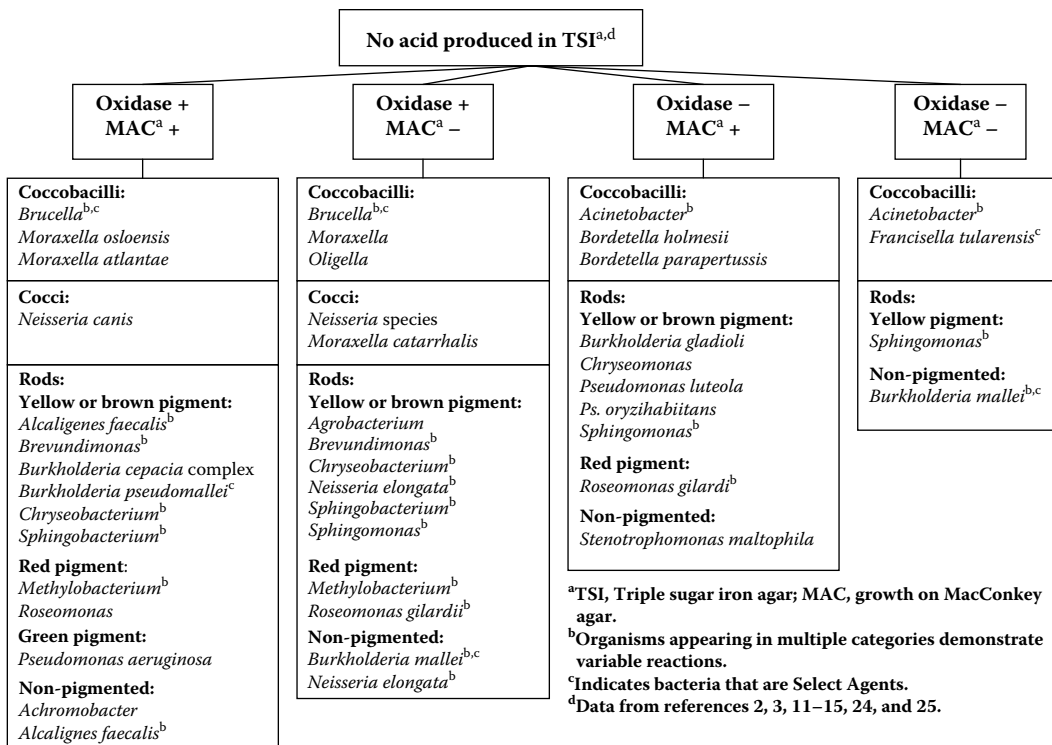 No acid produced in TSIa,d
Oxidase +
MACa +
Oxidase +
MACa –
Oxidase –
MACa +
Oxidase –
MACa –
Coccobacilli:
Brucellab,c
Moraxella osloensis
Moraxella atlantae
Cocci:
Neisseria canis
Rods:
Yellow or brown pigment:
Alcaligenes faecalisb
Brevundimonasb
Burkholderia cepacia complex
Burkholderia pseudomalleic
Chryseobacteriumb
Sphingobacteriumb
Red pigment:
Methylobacteriumb
Roseomonas
Green pigment:
Pseudomonas aeruginosa
Non-pigmented:
Achromobacter
Alcalignes faecalisb
Coccobacilli:
Brucellab,c
Moraxella
Oligella
Cocci:
Neisseria species
Moraxella catarrhalis
Rods:
Yellow or brown pigment:
Agrobacterium
Brevundimonasb
Chryseobacteriumb
Neisseria elongatab
Sphingobacteriumb
Sphingomonasb
Red pigment:
Methylobacteriumb
Roseomonas gilardiib
Non-pigmented:
Burkholderia malleib,c
Neisseria elongatab
Coccobacilli:
Acinetobacterb
Bordetella holmesii
Bordetella parapertussis
Rods:
Yellow or brown pigment:
Burkholderia gladioli
Chryseomonas
Pseudomonas luteola
Ps. oryzihabiitans
Sphingomonasb
Red pigment:
Roseomonas gilardib
Non-pigmented:
Stenotrophomonas maltophila
Coccobacilli:
Acinetobacterb
Francisella tularensisc
Rods:
Yellow pigment:
Sphingomonasb
Non-pigmented:
Burkholderia malleib,c
aTSI, Triple sugar iron agar; MAC, growth on MacConkey
agar.
bOrganisms appearing in multiple categories demonstrate
variable reactions.
cIndicates bacteria that are Select Agents.
dData from references 2, 3, 11–15, 24, and 25.